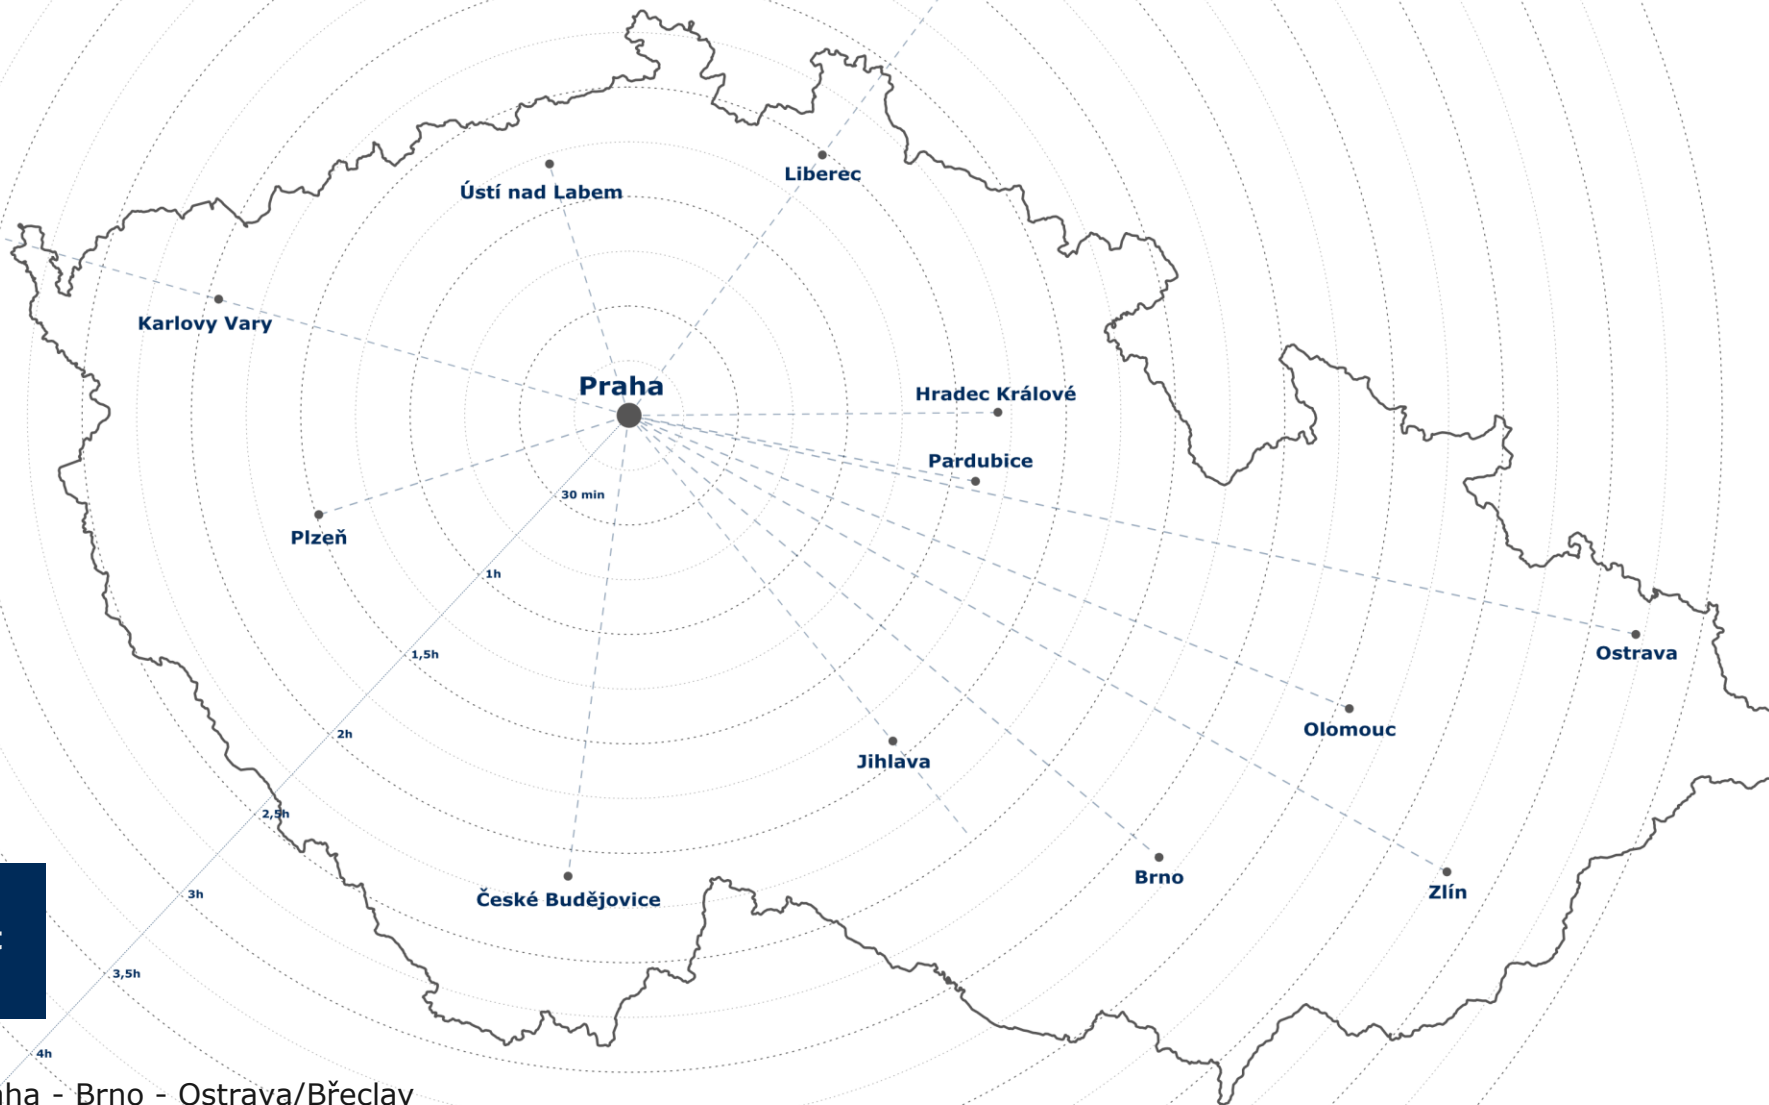 Liberec
Ústí nad Labem
Karlovy Vary
Praha
Hradec Králové
Pardubice
30 min
Plzeň
1h
Ostrava
1,5h
Olomouc
2h
Jihlava
2,5h
Brno
Zlín
České Budějovice
3h
3,5h
4h
- Brno - Ostrava/Břeclav